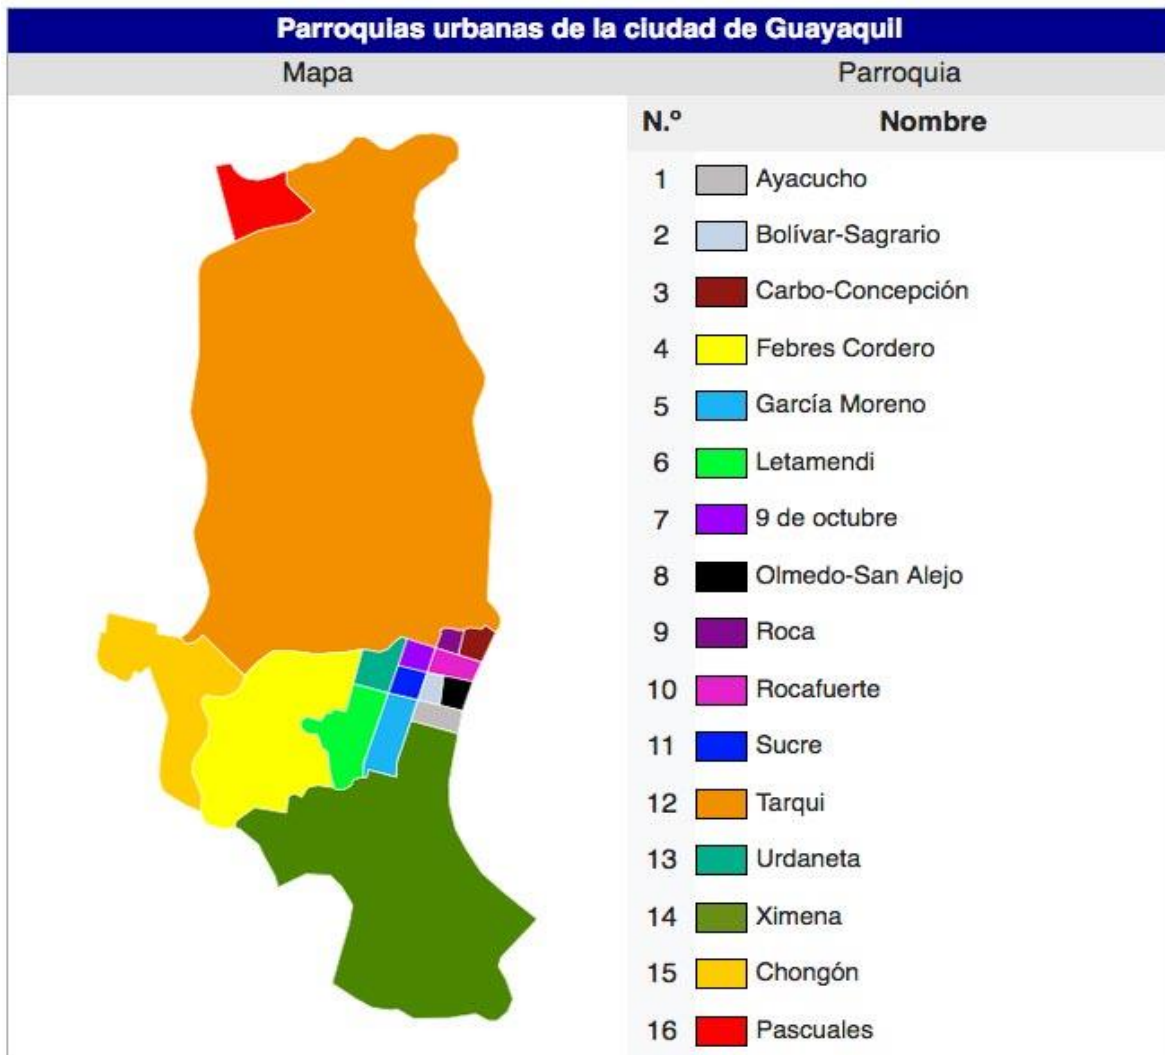 Parroquias urbanas de la ciudad de Guayaquil
Mapa Parroquia
N.º Nombre
1 Ayacucho
2 Bolívar-Sagrario
3 Carbo-Concepción
4 Febres Cordero
5 García Moreno
6 Letamendi
7 9 de octubre
8 Olmedo-San Alejo
9 Roca
10 Rocafuerte
11 Sucre
12 Tarqui
13 Urdaneta
14 Ximena
15 Chongón
16 Pascuales